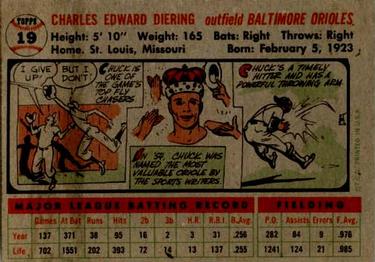 TOPPS
19
CHARLES EDWARD DIERING outfield BALTIMORE ORIOLES
Height: 5' 10" Weight: 165 Bats: Right Throws: Right
Home: St. Louis, Missouri Born: February 5, 1923
I GIVE UP!
BUT I DON'T!
CHUCK IS ONE OF THE GAME'S TOP FLY CHASERS
IN '54, CHUCK WAS NAMED THE MOST VALUABLE ORIOLE BY THE SPORTS WRITERS.
CHUCK'S A TIMELY HITTER AND HAS A POWERFUL THROWING ARM
PRINTED IN U.S.A.
MAJOR LEAGUE BATTING RECORD FIELDING
Games At Bat Runs Hits 2b 3b H.R. R.B.I. B.Avg. P.O. Assists Errors F.Avg.
Year 137 371 38 95 16 2 3 31 .256 282 84 9 .976
Life 702 1551 202 385 72 14 13 135 .255 1241 124 21 .985